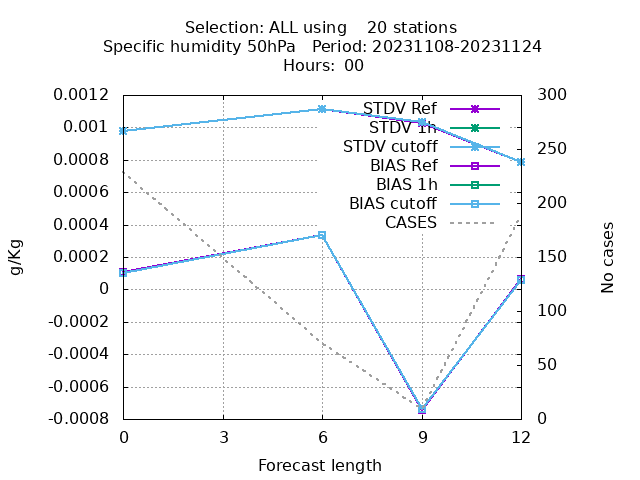 Selection: ALL using    20 stations
Specific humidity 50hPa   Period: 20231108-20231124
Hours:  00
0.0012
0.001
0.0008
0.0006
0.0004
0.0002
0
-0.0002
-0.0004
-0.0006
-0.0008
g/Kg
STDV Ref
STDV 1h
STDV cutoff
BIAS Ref
BIAS 1h
BIAS cutoff
CASES
300
250
200
150
100
50
0
No cases
0 3 6 9 12
Forecast length